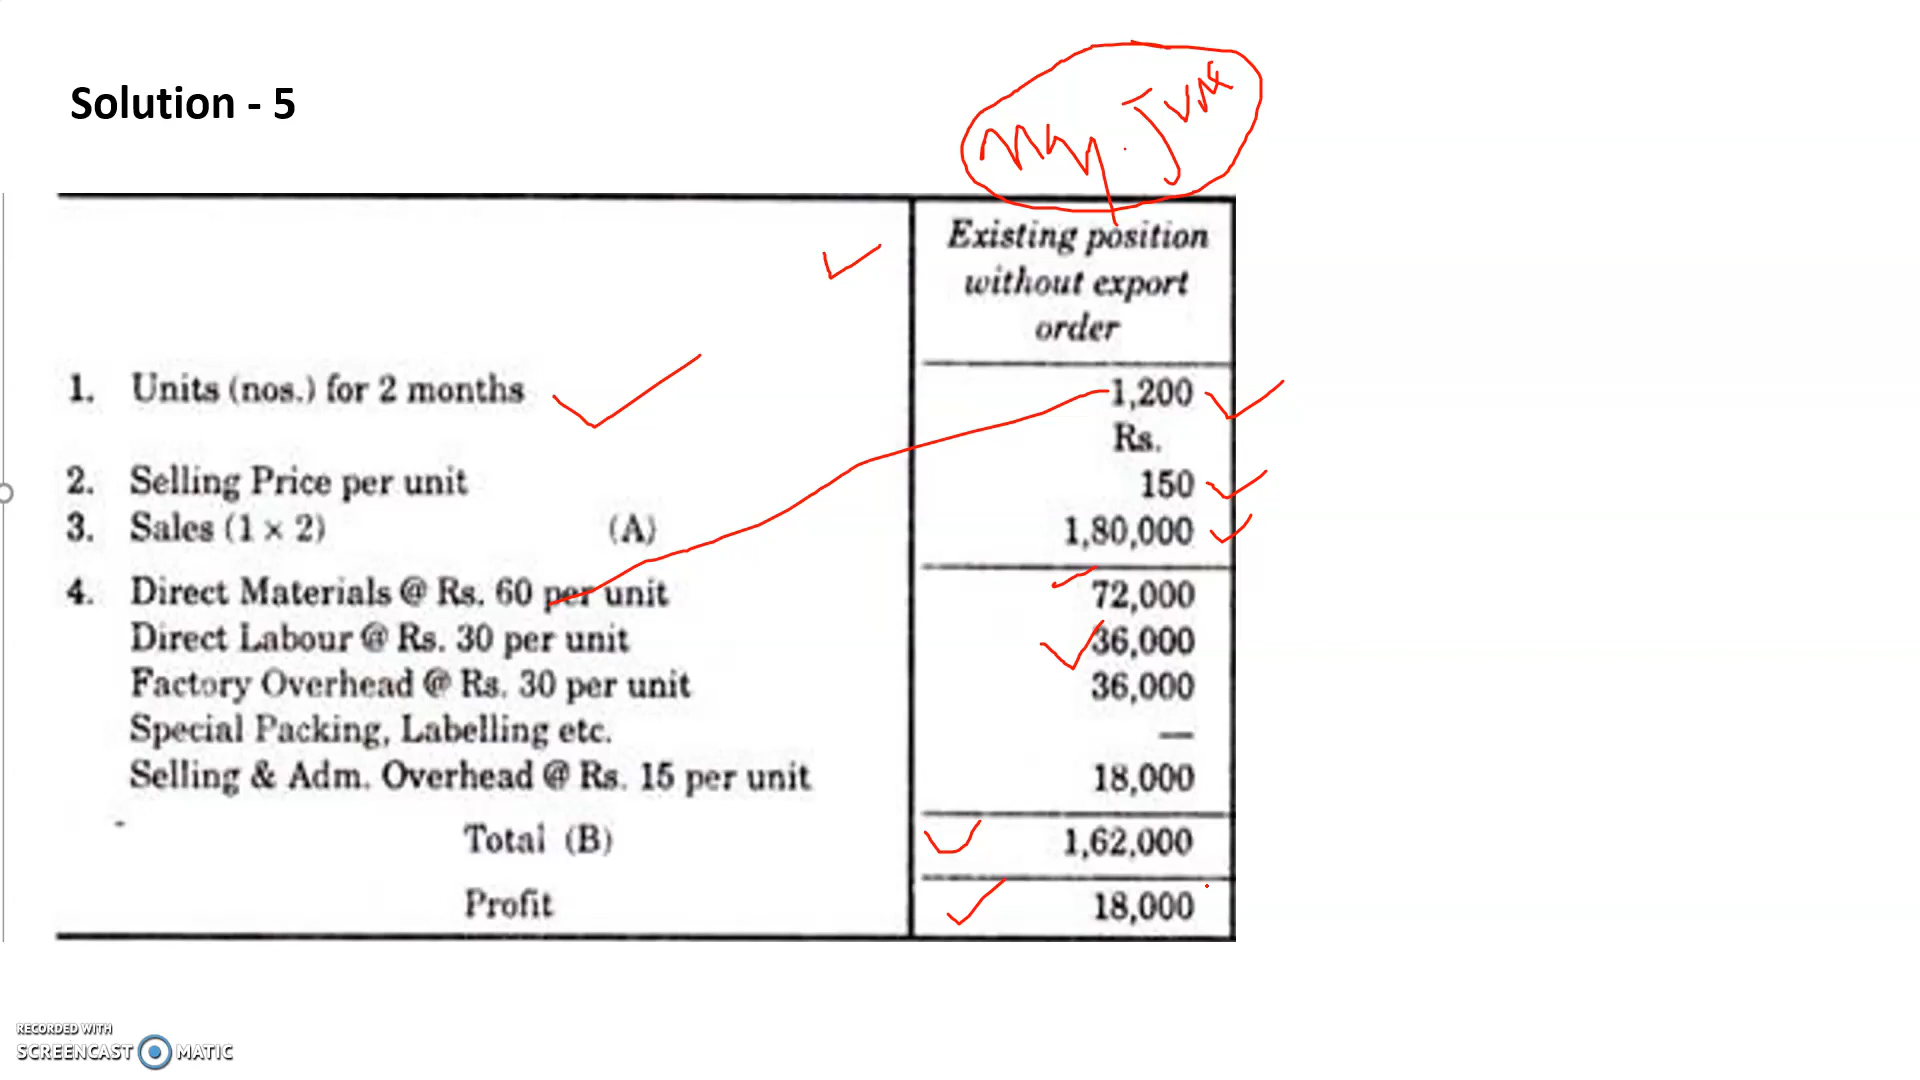 Solution - 5
May. June
Existing position
without export
order
1. Units (nos.) for 2 months 1,200
Rs.
2. Selling Price per unit 150
3. Sales (1 × 2) (A) 1,80,000
4. Direct Materials @ Rs. 60 per unit 72,000
Direct Labour @ Rs. 30 per unit 36,000
Factory Overhead @ Rs. 30 per unit 36,000
Special Packing, Labelling etc. —
Selling & Adm. Overhead @ Rs. 15 per unit 18,000
Total (B) 1,62,000
Profit 18,000
RECORDED WITH
SCREENCAST MATIC